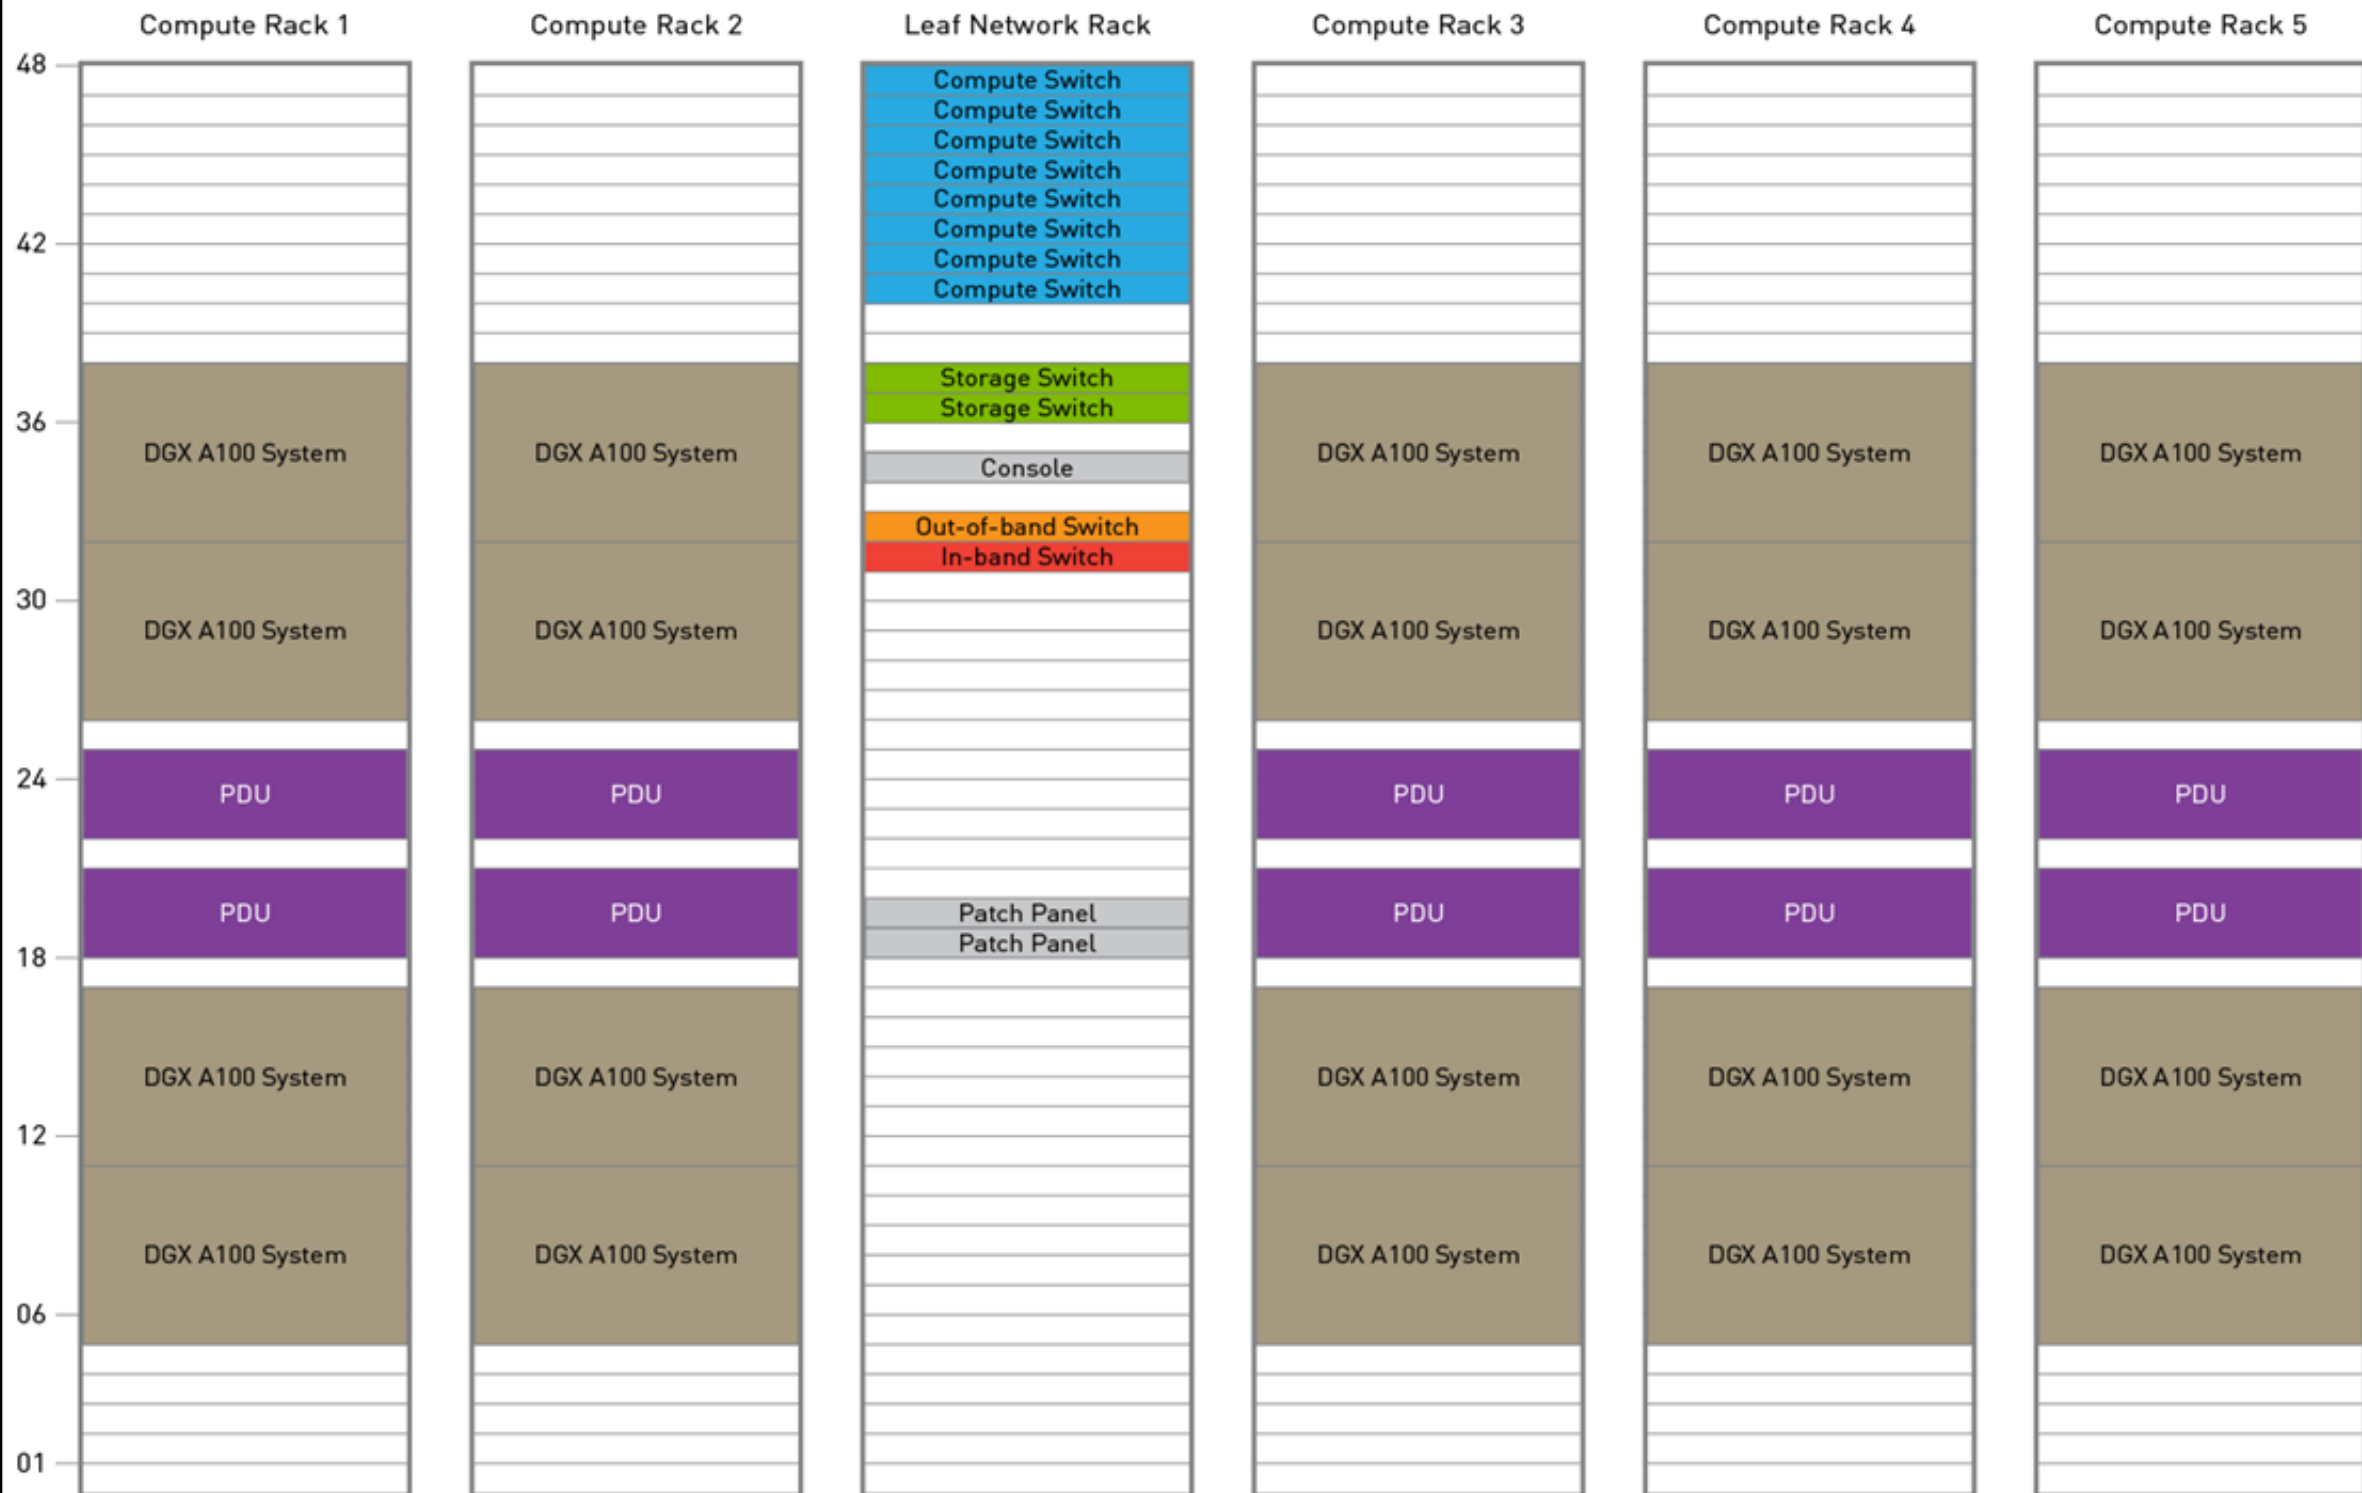 Compute Rack 1
Compute Rack 2
Leaf Network Rack
Compute Rack 3
Compute Rack 4
Compute Rack 5
48
42
36
30
24
18
12
06
01
DGX A100 System
DGX A100 System
PDU
PDU
DGX A100 System
DGX A100 System
DGX A100 System
DGX A100 System
PDU
PDU
DGX A100 System
DGX A100 System
Compute Switch
Compute Switch
Compute Switch
Compute Switch
Compute Switch
Compute Switch
Compute Switch
Compute Switch
Storage Switch
Storage Switch
Console
Out-of-band Switch
In-band Switch
Patch Panel
Patch Panel
DGX A100 System
DGX A100 System
PDU
PDU
DGX A100 System
DGX A100 System
DGX A100 System
DGX A100 System
PDU
PDU
DGX A100 System
DGX A100 System
DGX A100 System
DGX A100 System
PDU
PDU
DGX A100 System
DGX A100 System